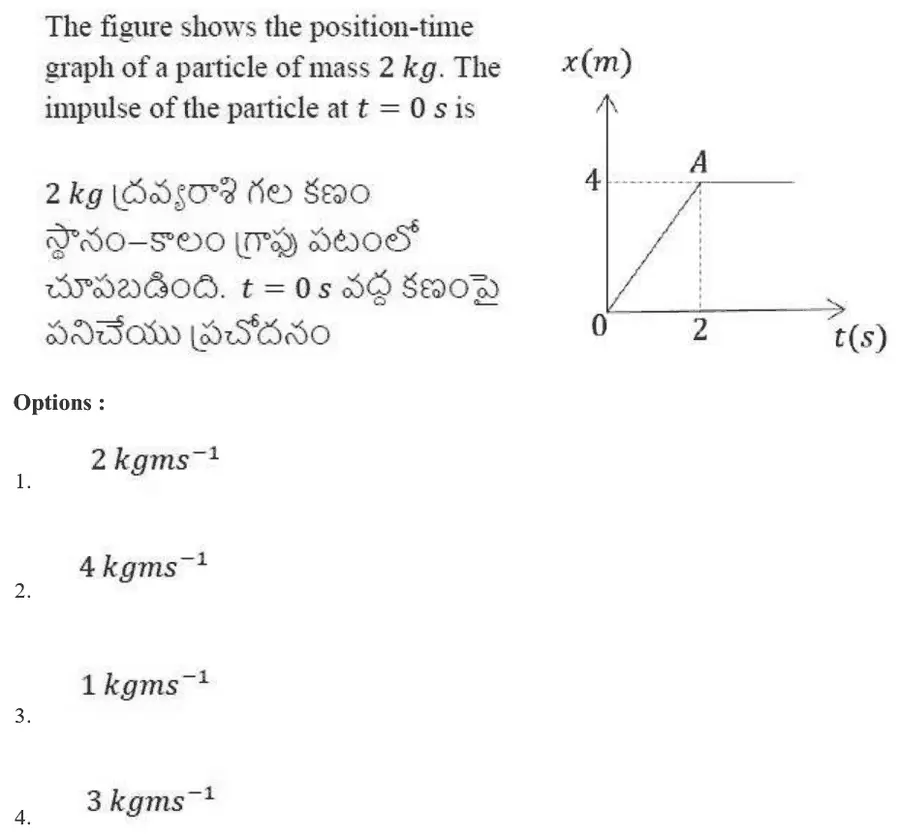 The figure shows the position-time
graph of a particle of mass 2 kg. The
impulse of the particle at t = 0 s is
2 kg ద్రవ్యరాశి గల కణం
స్థానం–కాలం గ్రాఫు పటంలో
చూపబడింది. t = 0 s వద్ద కణంపై
పనిచేయు ప్రచోదనం
x(m)
A
4
0
2
t(s)
Options :
1. 2 kgms⁻¹
2. 4 kgms⁻¹
3. 1 kgms⁻¹
4. 3 kgms⁻¹